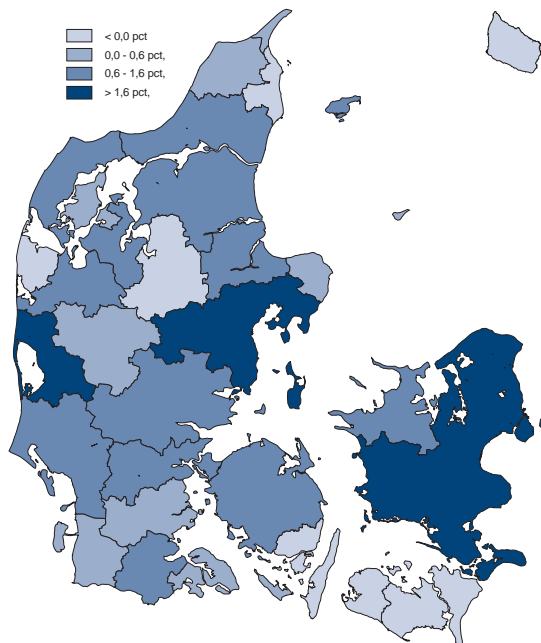 < 0,0 pct
0,0 - 0,6 pct,
0,6 - 1,6 pct,
> 1,6 pct,